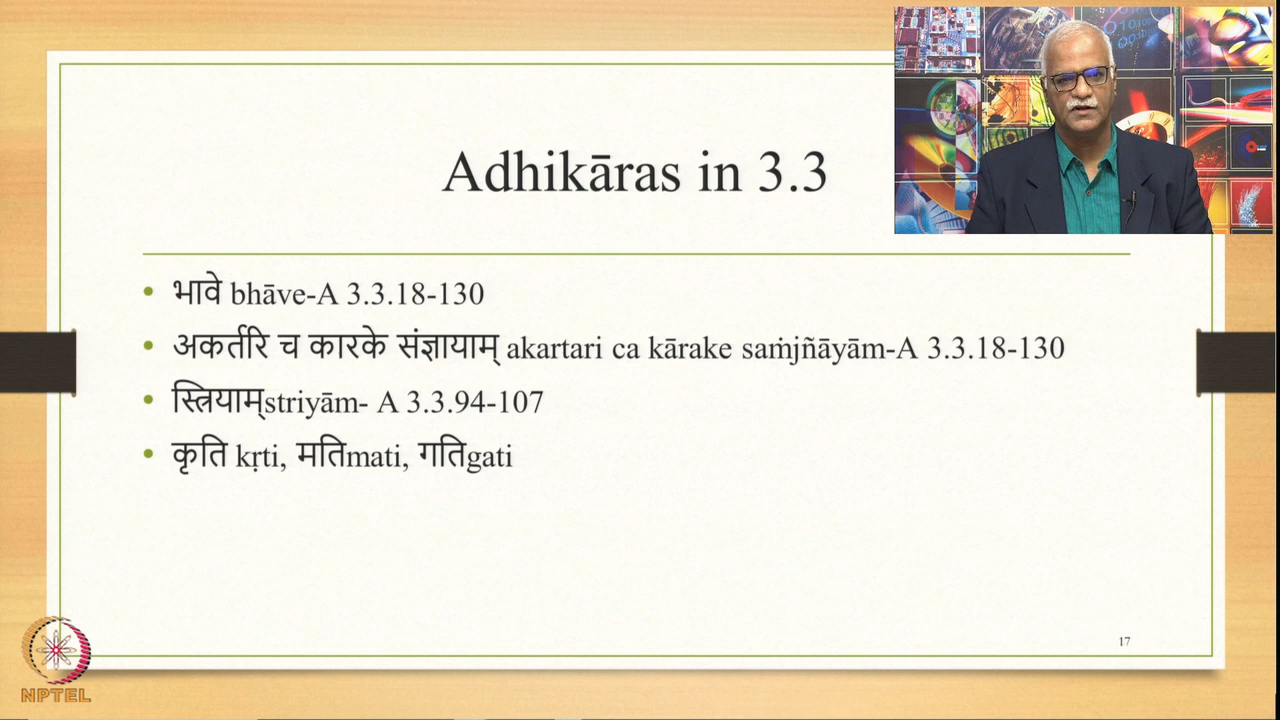 Adhikāras in 3.3
• भावे bhāve-A 3.3.18-130
• अकर्तरि च कारके संज्ञायाम् akartari ca kārake saṁjñāyām-A 3.3.18-130
• स्त्रियाम्striyām- A 3.3.94-107
• कृति kṛti, मतिmati, गतिgati
17
NPTEL